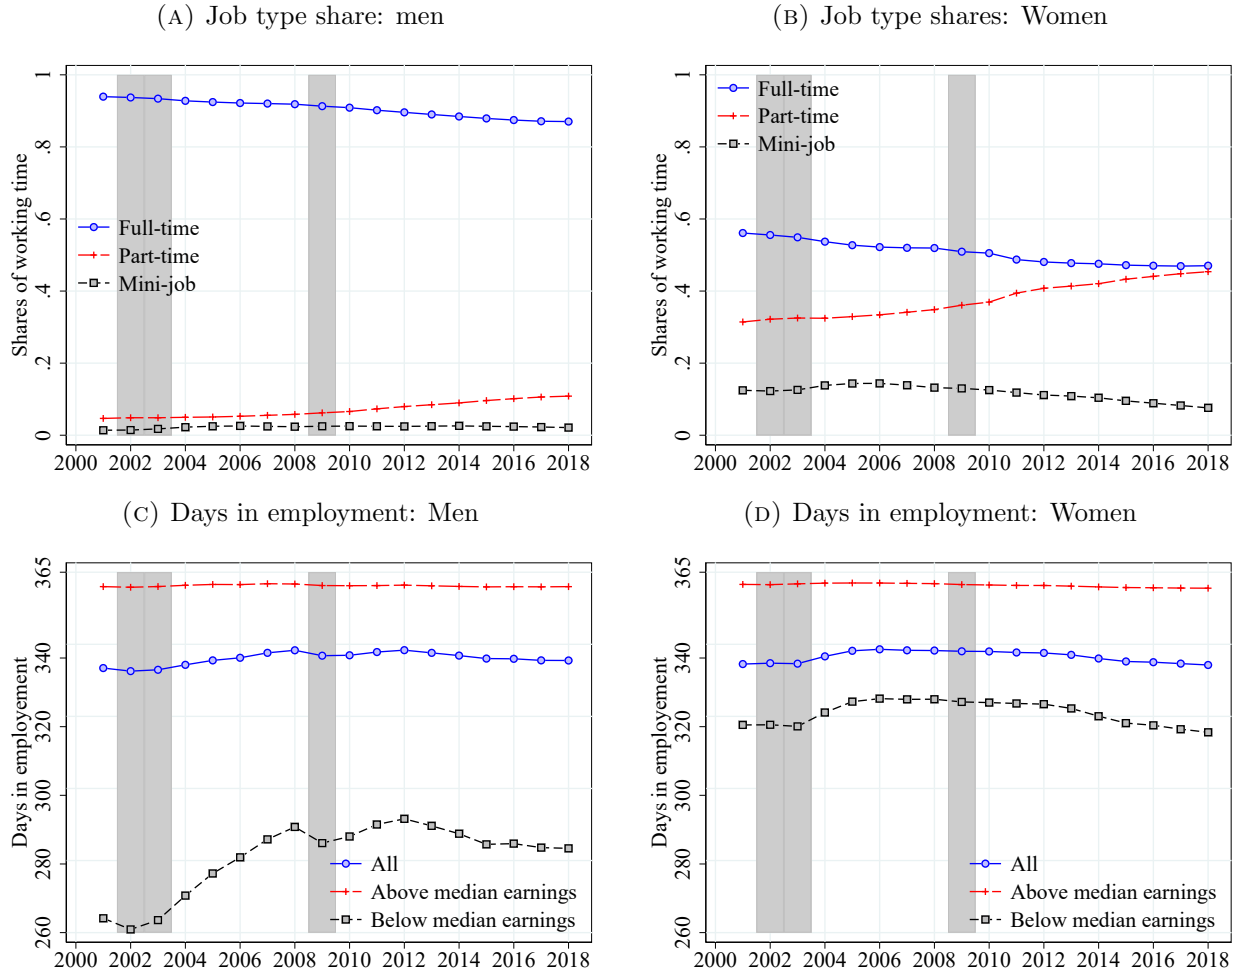 (A) Job type share: men
Shares of working time
1
.8
.6
.4
.2
0
Full-time
Part-time
Mini-job
2000 2002 2004 2006 2008 2010 2012 2014 2016 2018
(B) Job type shares: Women
Shares of working time
1
.8
.6
.4
.2
0
Full-time
Part-time
Mini-job
2000 2002 2004 2006 2008 2010 2012 2014 2016 2018
(C) Days in employment: Men
Days in employement
365
340
320
300
280
260
All
Above median earnings
Below median earnings
2000 2002 2004 2006 2008 2010 2012 2014 2016 2018
(D) Days in employment: Women
Days in employement
365
340
320
300
280
260
All
Above median earnings
Below median earnings
2000 2002 2004 2006 2008 2010 2012 2014 2016 2018